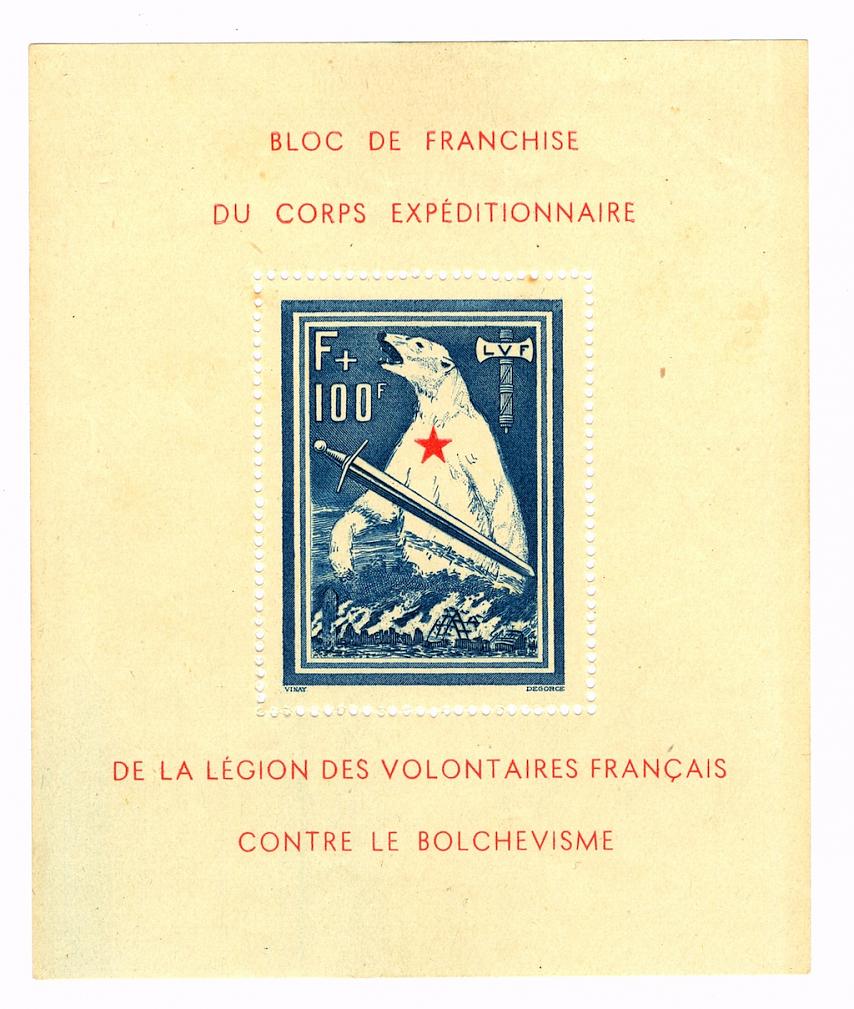 BLOC DE FRANCHISE
DU CORPS EXPÉDITIONNAIRE
F+
100F
LVF
VINAY
DEGORCE
DE LA LÉGION DES VOLONTAIRES FRANÇAIS
CONTRE LE BOLCHEVISME